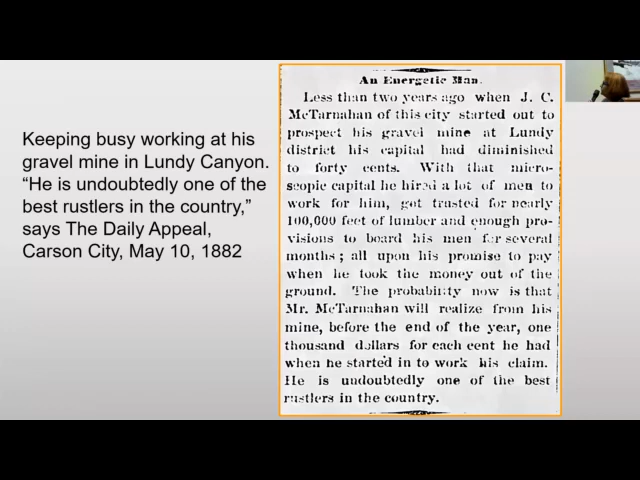 Keeping busy working at his
gravel mine in Lundy Canyon.
“He is undoubtedly one of the
best rustlers in the country,”
says The Daily Appeal,
Carson City, May 10, 1882
An Energetic Man.
Less than two years ago when J. C.
McTarnahan of this city started out to
prospect his gravel mine at Lundy
district his capital had diminished
to forty cents. With that micro-
scopic capital he hired a lot of men to
work for him, got trusted for nearly
100,000 feet of lumber and enough pro-
visions to board his men for several
months; all upon his promise to pay
when he took the money out of the
ground. The probability now is that
Mr. McTarnahan will realize from his
mine, before the end of the year, one
thousand dollars for each cent he had
when he started in to work his claim.
He is undoubtedly one of the best
rustlers in the country.